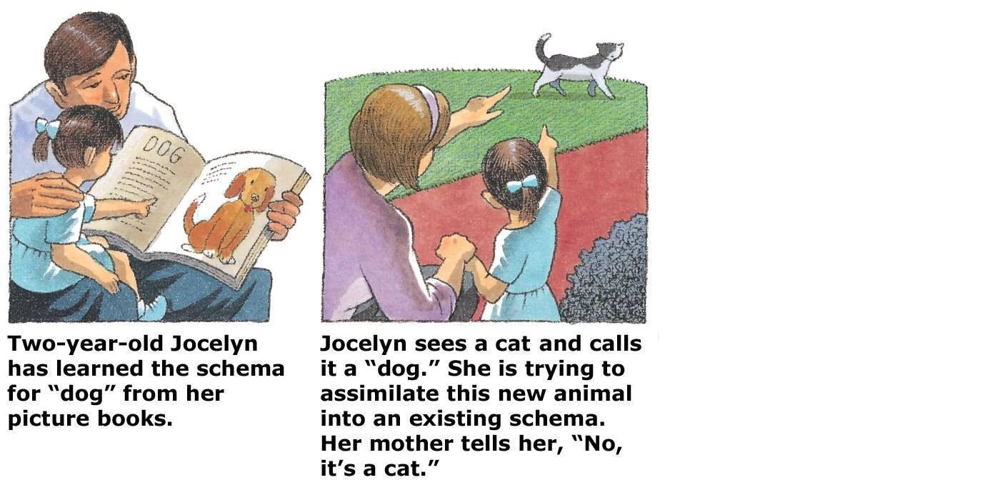 DOG
Two-year-old Jocelyn
has learned the schema
for “dog” from her
picture books.
Jocelyn sees a cat and calls
it a “dog.” She is trying to
assimilate this new animal
into an existing schema.
Her mother tells her, “No,
it’s a cat.”